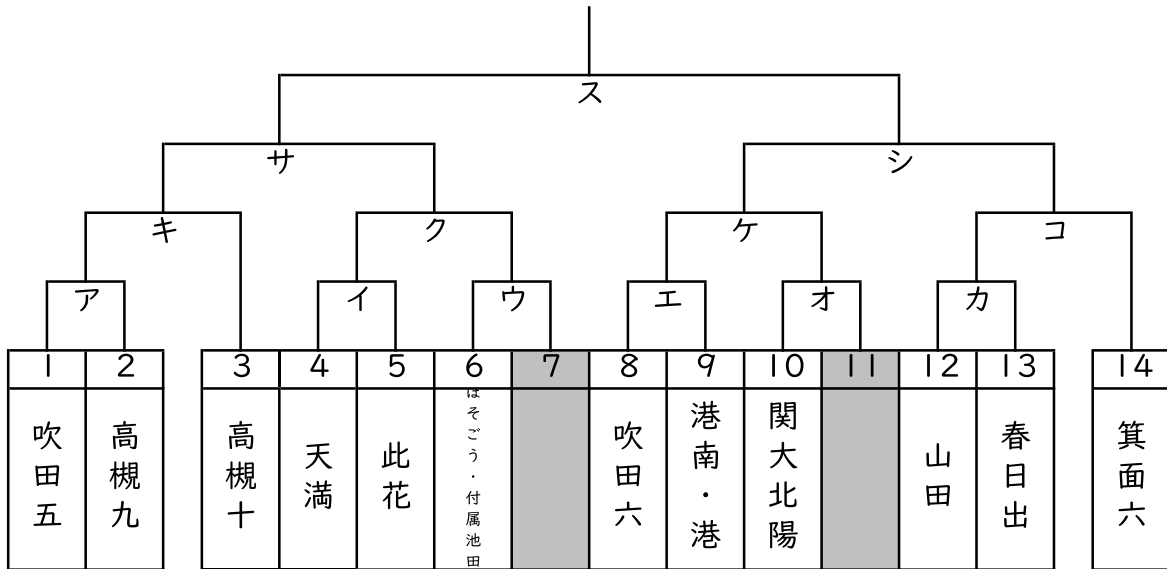 ス
サ シ
キ ク ケ コ
ア イ ウ エ オ カ
1 2 3 4 5 6 7 8 9 10 11 12 13 14
吹田五
高槻九
高槻十
天満
此花
ほそごう・付属池田
吹田六
港南・港
関大北陽
山田
春日出
箕面六